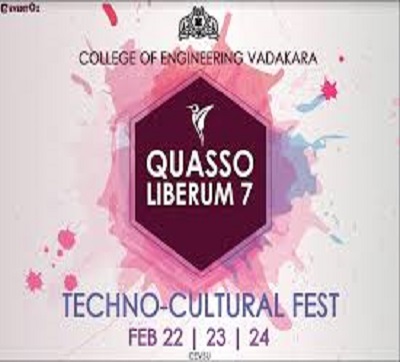 COLLEGE OF ENGINEERING VADAKARA
QUASSO
LIBERUM 7
TECHNO-CULTURAL FEST
FEB 22 | 23 | 24